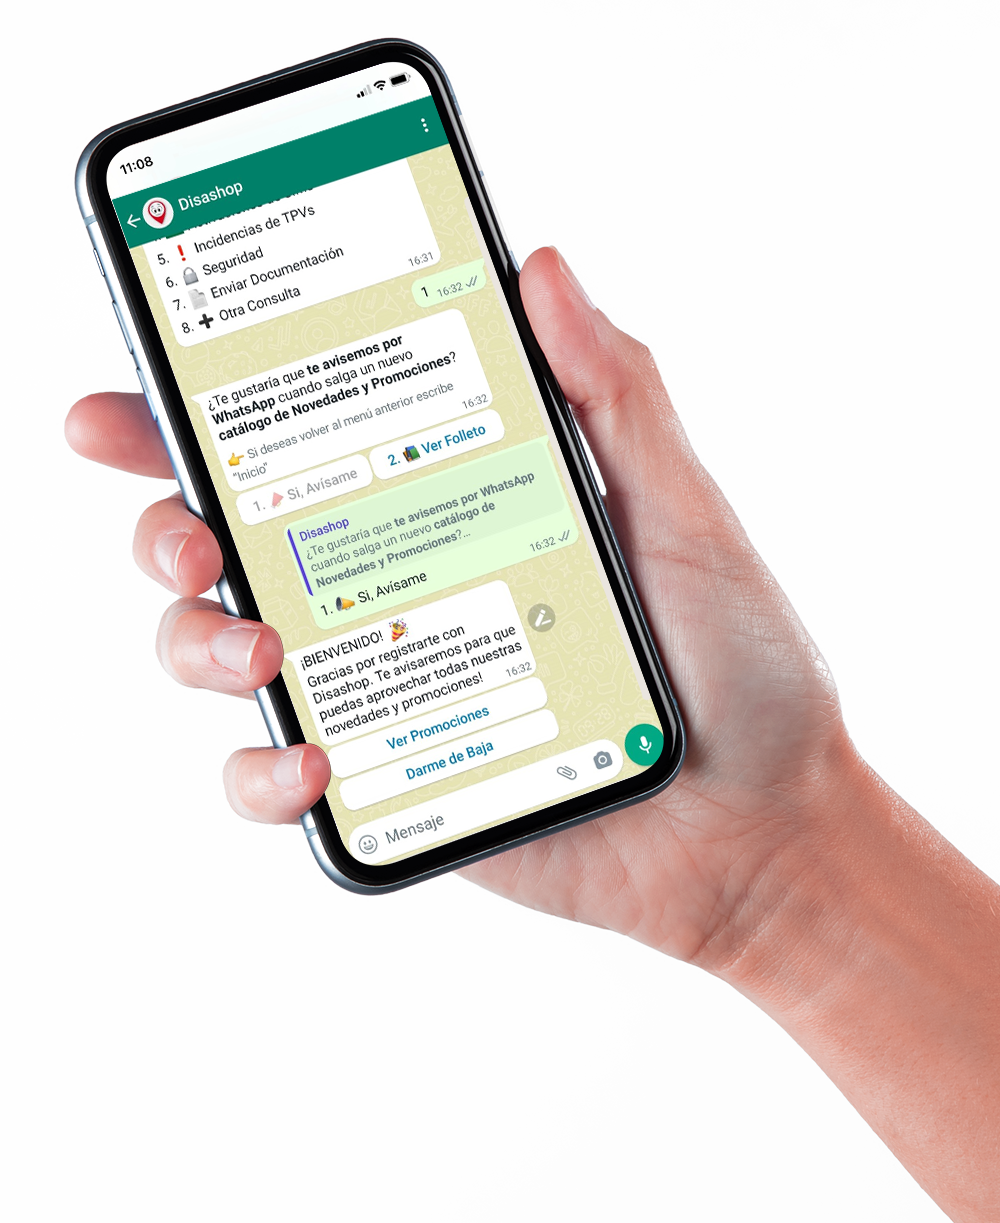 11:08
Disashop
5. ❗ Incidencias de TPVs
6. 🔒 Seguridad
7. 📄 Enviar Documentación
8. ➕ Otra Consulta
16:31
1 16:32
¿Te gustaría que te avisemos por
WhatsApp cuando salga un nuevo
catálogo de Novedades y Promociones?
👉 Si deseas volver al menú anterior escribe
"Inicio"
16:32
1. 📣 Si, Avísame
2. 📚 Ver Folleto
Disashop
¿Te gustaría que te avisemos por WhatsApp
cuando salga un nuevo catálogo de
Novedades y Promociones?...
1. 📣 Si, Avísame
16:32
¡BIENVENIDO! 🎉
Gracias por registrarte con
Disashop. Te avisaremos para que
puedas aprovechar todas nuestras
novedades y promociones!
16:32
Ver Promociones
Darme de Baja
Mensaje